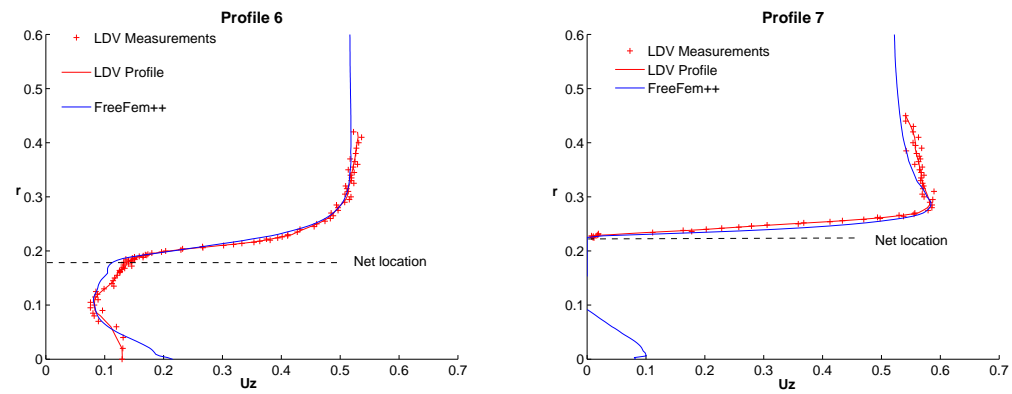 Profile 6
0.6
0.5
0.4
0.3
0.2
0.1
0
r
LDV Measurements
LDV Profile
FreeFem++
Net location
0 0.1 0.2 0.3 0.4 0.5 0.6 0.7
Uz
Profile 7
0.6
0.5
0.4
0.3
0.2
0.1
0
r
LDV Measurements
LDV Profile
FreeFem++
Net location
0 0.1 0.2 0.3 0.4 0.5 0.6 0.7
Uz